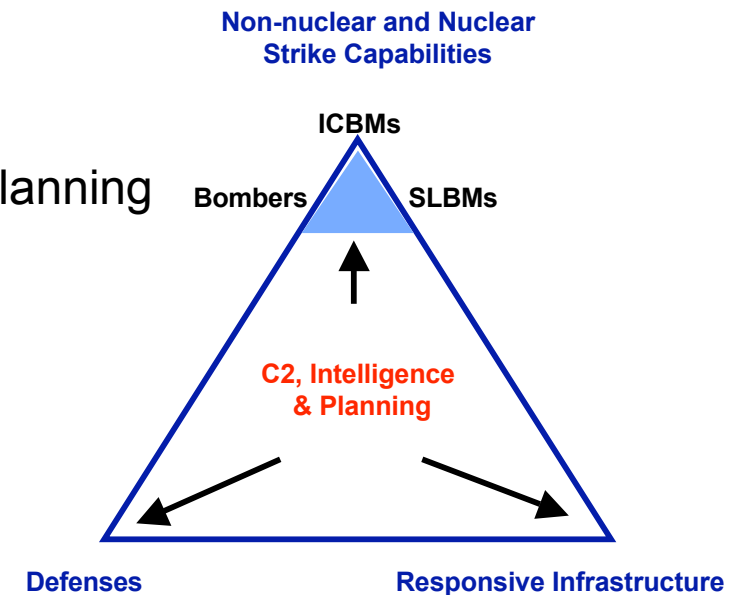 Non-nuclear and Nuclear
Strike Capabilities
ICBMs
lanning
Bombers
SLBMs
C2, Intelligence
& Planning
Defenses
Responsive Infrastructure